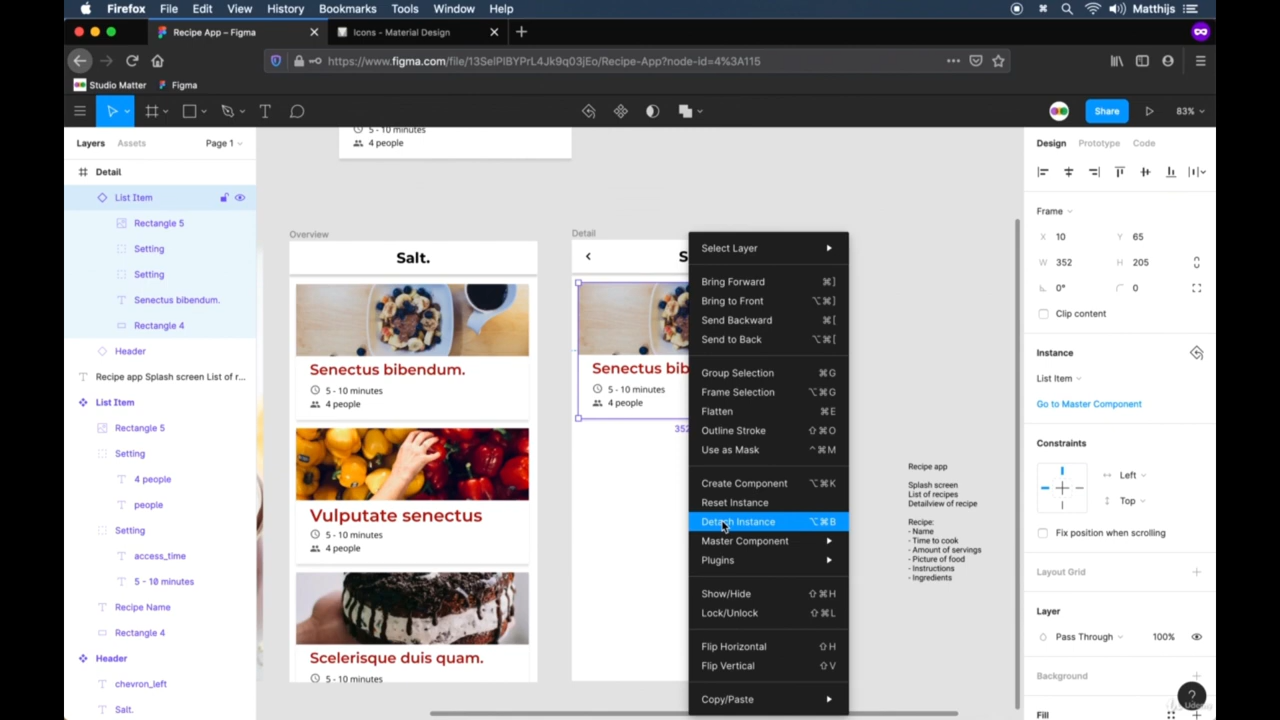 Firefox File Edit View History Bookmarks Tools Window Help Matthijs
Recipe App – Figma
Icons - Material Design
https://www.figma.com/file/13SelPIBYPrL4Jk9q03jEo/Recipe-App?node-id=4%3A115
Studio Matter Figma
Share 83%
Layers Assets Page 1
Detail
List Item
Rectangle 5
Setting
Setting
Senectus bibendum.
Rectangle 4
Header
Recipe app Splash screen List of r...
List Item
Rectangle 5
Setting
4 people
people
Setting
access_time
5 - 10 minutes
Recipe Name
Rectangle 4
Header
chevron_left
Salt.
5 - 10 minutes
4 people
Overview
Salt.
Senectus bibendum.
5 - 10 minutes
4 people
Vulputate senectus
5 - 10 minutes
4 people
Scelerisque duis quam.
5 - 10 minutes
Detail
S
Senectus bib
5 - 10 minutes
4 people
352
Select Layer
Bring Forward ⌘]
Bring to Front ⌥⌘]
Send Backward ⌘[
Send to Back ⌥⌘[
Group Selection ⌘G
Frame Selection ⌥⌘G
Flatten ⌘E
Outline Stroke ⇧⌘O
Use as Mask ^⌘M
Create Component ⌥⌘K
Reset Instance
Detach Instance ⌥⌘B
Master Component
Plugins
Show/Hide ⇧⌘H
Lock/Unlock ⇧⌘L
Flip Horizontal ⇧H
Flip Vertical ⇧V
Copy/Paste
Recipe app
Splash screen
List of recipes
Detailview of recipe
Recipe:
- Name
- Time to cook
- Amount of servings
- Picture of food
- Instructions
- Ingredients
Design Prototype Code
Frame
X 10 Y 65
W 352 H 205
0° 0
Clip content
Instance
List Item
Go to Master Component
Constraints
Left
Top
Fix position when scrolling
Layout Grid
Layer
Pass Through 100%
Background
Fill
?
Udemy